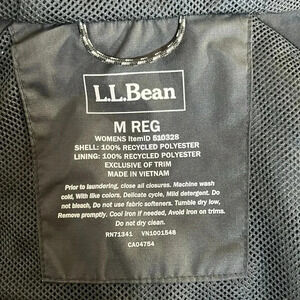 L.L.Bean
M REG
WOMENS ItemID 510328
SHELL: 100% RECYCLED POLYESTER
LINING: 100% RECYCLED POLYESTER
EXCLUSIVE OF TRIM
MADE IN VIETNAM
Prior to laundering, close all closures. Machine wash
cold, With like colors. Delicate cycle, Mild detergent. Do
not bleach, Do not use fabric softeners. Tumble dry low,
Remove promptly. Cool iron if needed, Avoid iron on trims.
Do not dry clean.
RN71341 VN1001548
CA04754